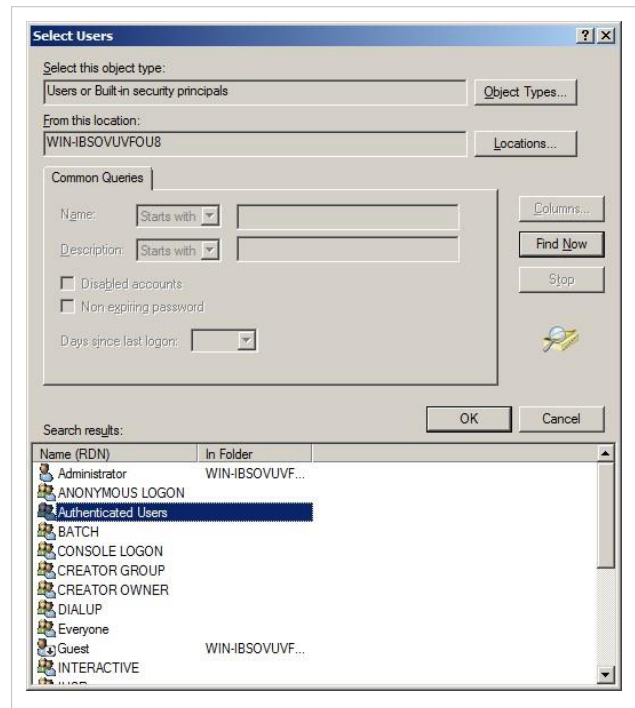 Select Users
Select this object type:
Users or Built-in security principals
Object Types...
From this location:
WIN-IBSOVUVFOU8
Locations...
Common Queries
Name: Starts with
Columns...
Description: Starts with
Find Now
Disabled accounts
Stop
Non expiring password
Days since last logon:
OK Cancel
Search results:
Name (RDN) In Folder
Administrator WIN-IBSOVUVF...
ANONYMOUS LOGON
Authenticated Users
BATCH
CONSOLE LOGON
CREATOR GROUP
CREATOR OWNER
DIALUP
Everyone
Guest WIN-IBSOVUVF...
INTERACTIVE